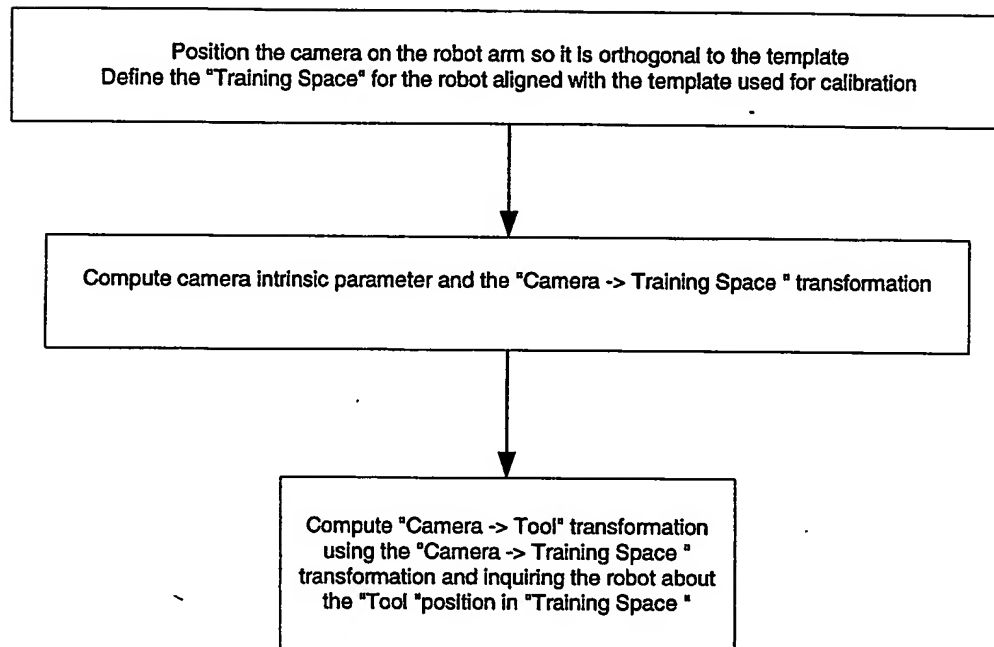 Position the camera on the robot arm so it is orthogonal to the template
Define the "Training Space" for the robot aligned with the template used for calibration
Compute camera intrinsic parameter and the "Camera -> Training Space " transformation
Compute "Camera -> Tool" transformation
using the "Camera -> Training Space "
transformation and inquiring the robot about
the "Tool "position in "Training Space "